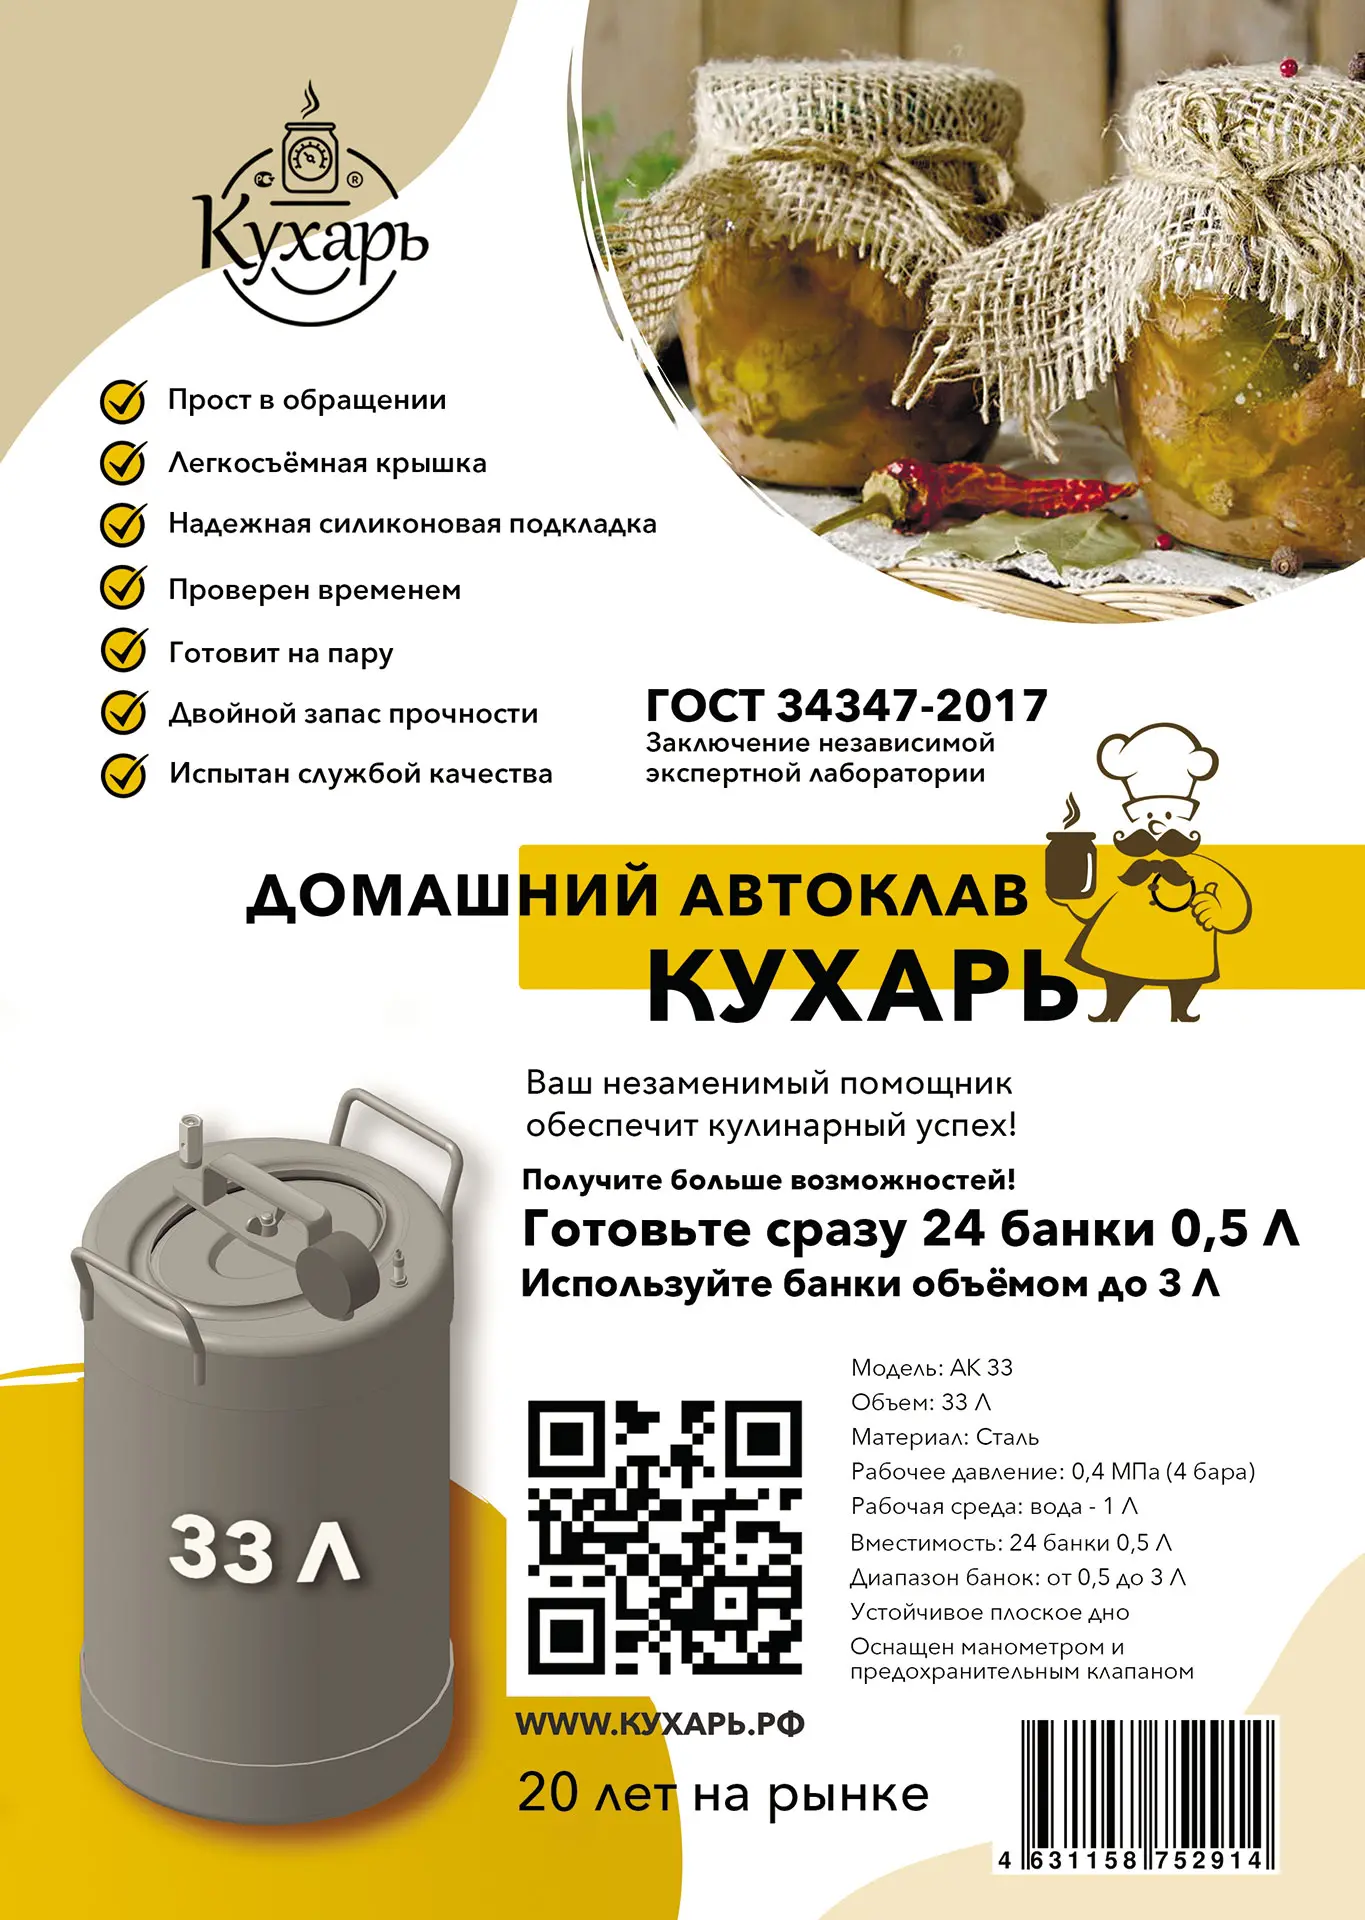 Кухарь
РСТ ®
Прост в обращении
Легкосъёмная крышка
Надежная силиконовая подкладка
Проверен временем
Готовит на пару
Двойной запас прочности
Испытан службой качества
ГОСТ 34347-2017
Заключение независимой
экспертной лаборатории
ДОМАШНИЙ АВТОКЛАВ
КУХАРЬ
Ваш незаменимый помощник
обеспечит кулинарный успех!
Получите больше возможностей!
Готовьте сразу 24 банки 0,5 Л
Используйте банки объёмом до 3 Л
33 Л
Модель: АК 33
Объем: 33 Л
Материал: Сталь
Рабочее давление: 0,4 МПа (4 бара)
Рабочая среда: вода - 1 Л
Вместимость: 24 банки 0,5 Л
Диапазон банок: от 0,5 до 3 Л
Устойчивое плоское дно
Оснащен манометром и
предохранительным клапаном
WWW.КУХАРЬ.РФ
20 лет на рынке
4 631158 752914